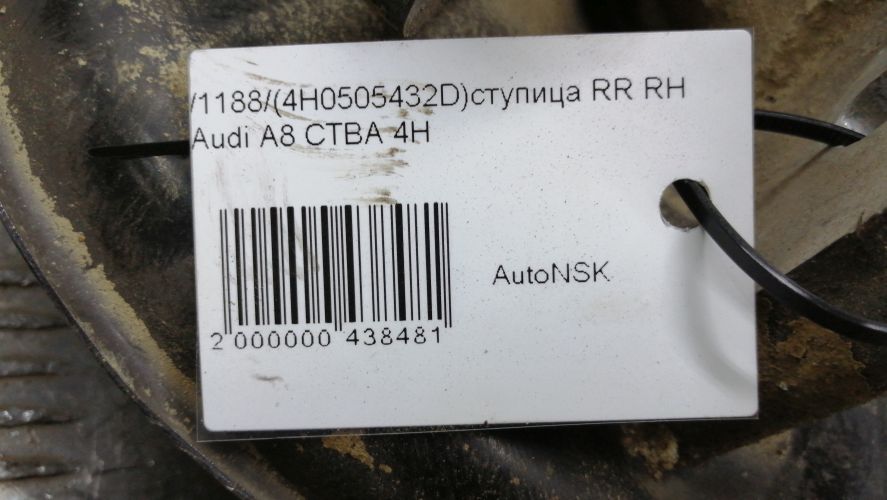 /1188/(4H0505432D)ступица RR RH
Audi A8 CTBA 4H
AutoNSK
2 000000 438481